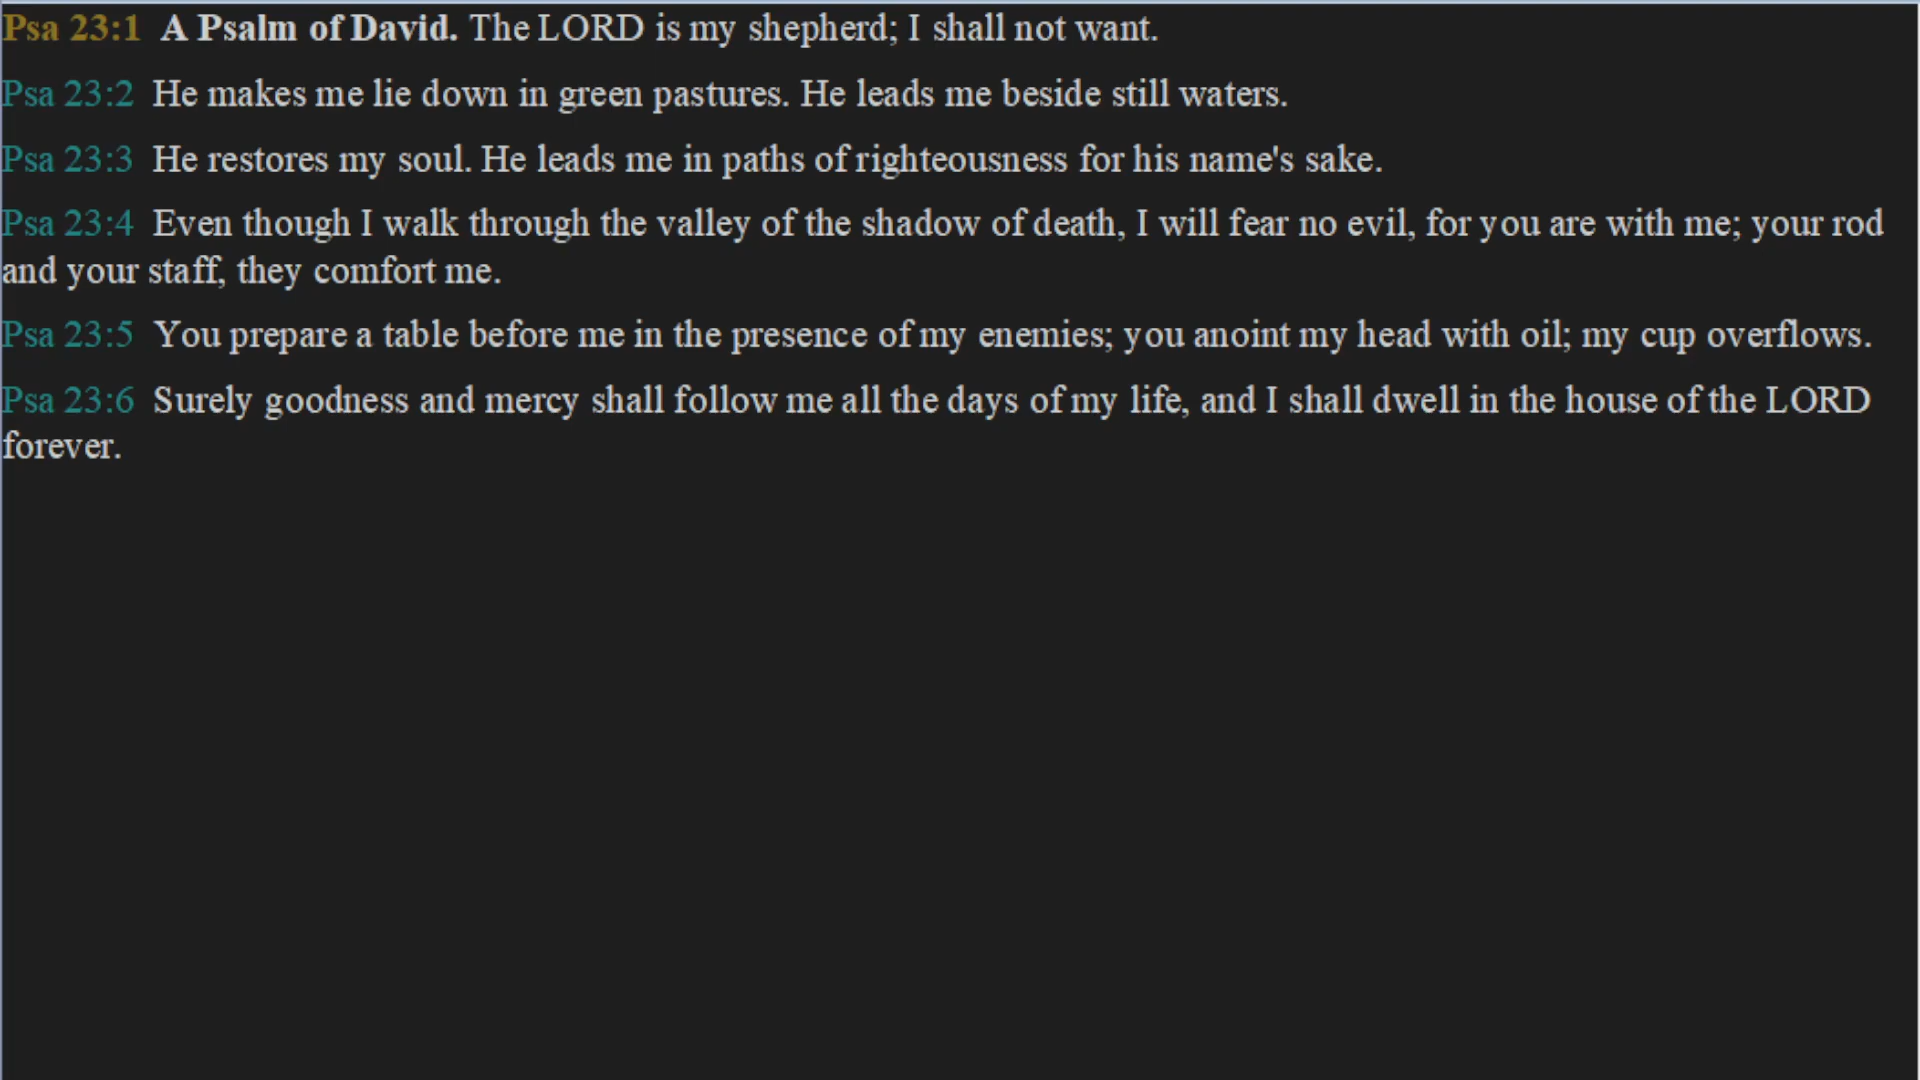 Psa 23:1 A Psalm of David. The LORD is my shepherd; I shall not want.
Psa 23:2 He makes me lie down in green pastures. He leads me beside still waters.
Psa 23:3 He restores my soul. He leads me in paths of righteousness for his name's sake.
Psa 23:4 Even though I walk through the valley of the shadow of death, I will fear no evil, for you are with me; your rod
and your staff, they comfort me.
Psa 23:5 You prepare a table before me in the presence of my enemies; you anoint my head with oil; my cup overflows.
Psa 23:6 Surely goodness and mercy shall follow me all the days of my life, and I shall dwell in the house of the LORD
forever.